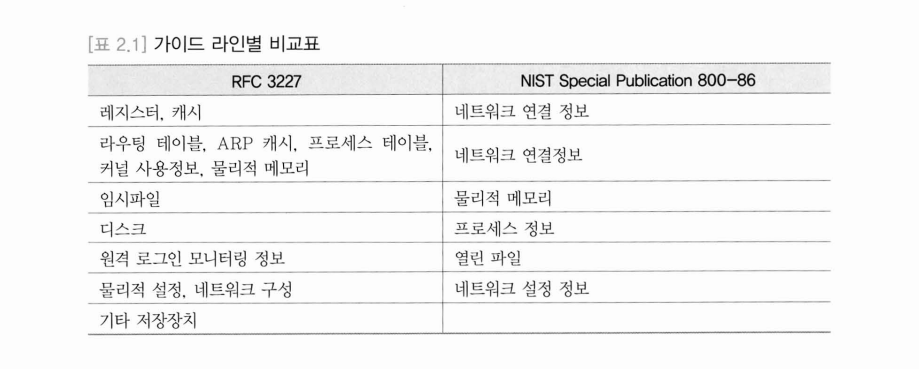 [표 2.1] 가이드 라인별 비교표
RFC 3227 NIST Special Publication 800-86
레지스터, 캐시 네트워크 연결 정보
라우팅 테이블, ARP 캐시, 프로세스 테이블,
커널 사용정보, 물리적 메모리 네트워크 연결정보
임시파일 물리적 메모리
디스크 프로세스 정보
원격 로그인 모니터링 정보 열린 파일
물리적 설정, 네트워크 구성 네트워크 설정 정보
기타 저장장치